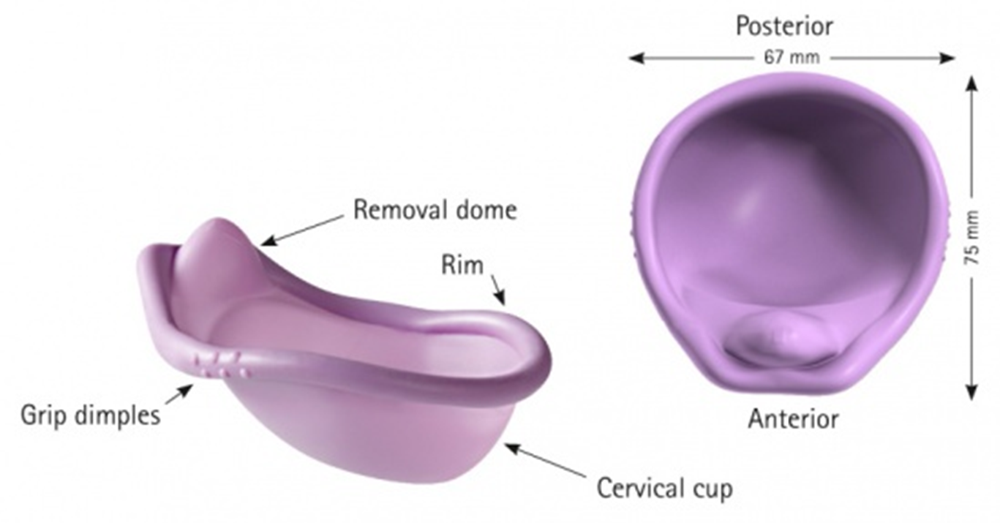 Posterior
67 mm
75 mm
Removal dome
Rim
Grip dimples
Anterior
Cervical cup